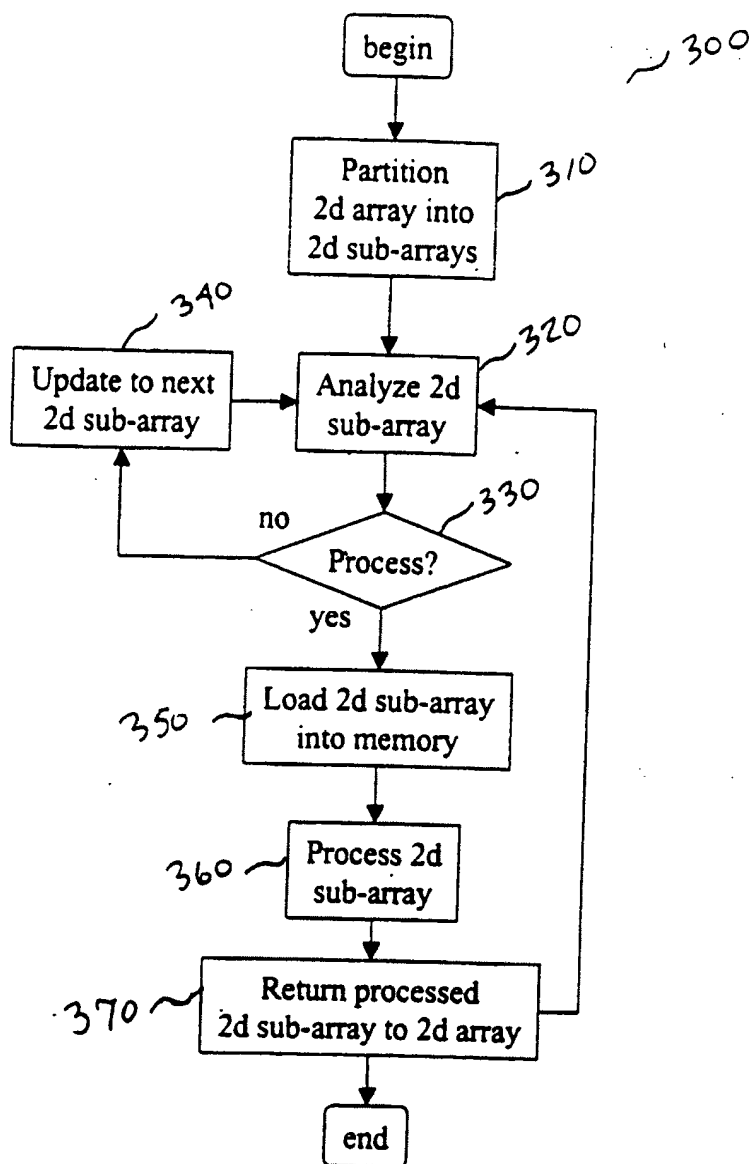 begin
300
Partition
2d array into
2d sub-arrays
310
340
320
Update to next
2d sub-array
Analyze 2d
sub-array
330
no
Process?
yes
Load 2d sub-array
into memory
350
Process 2d
sub-array
360
Return processed
2d sub-array to 2d array
370
end